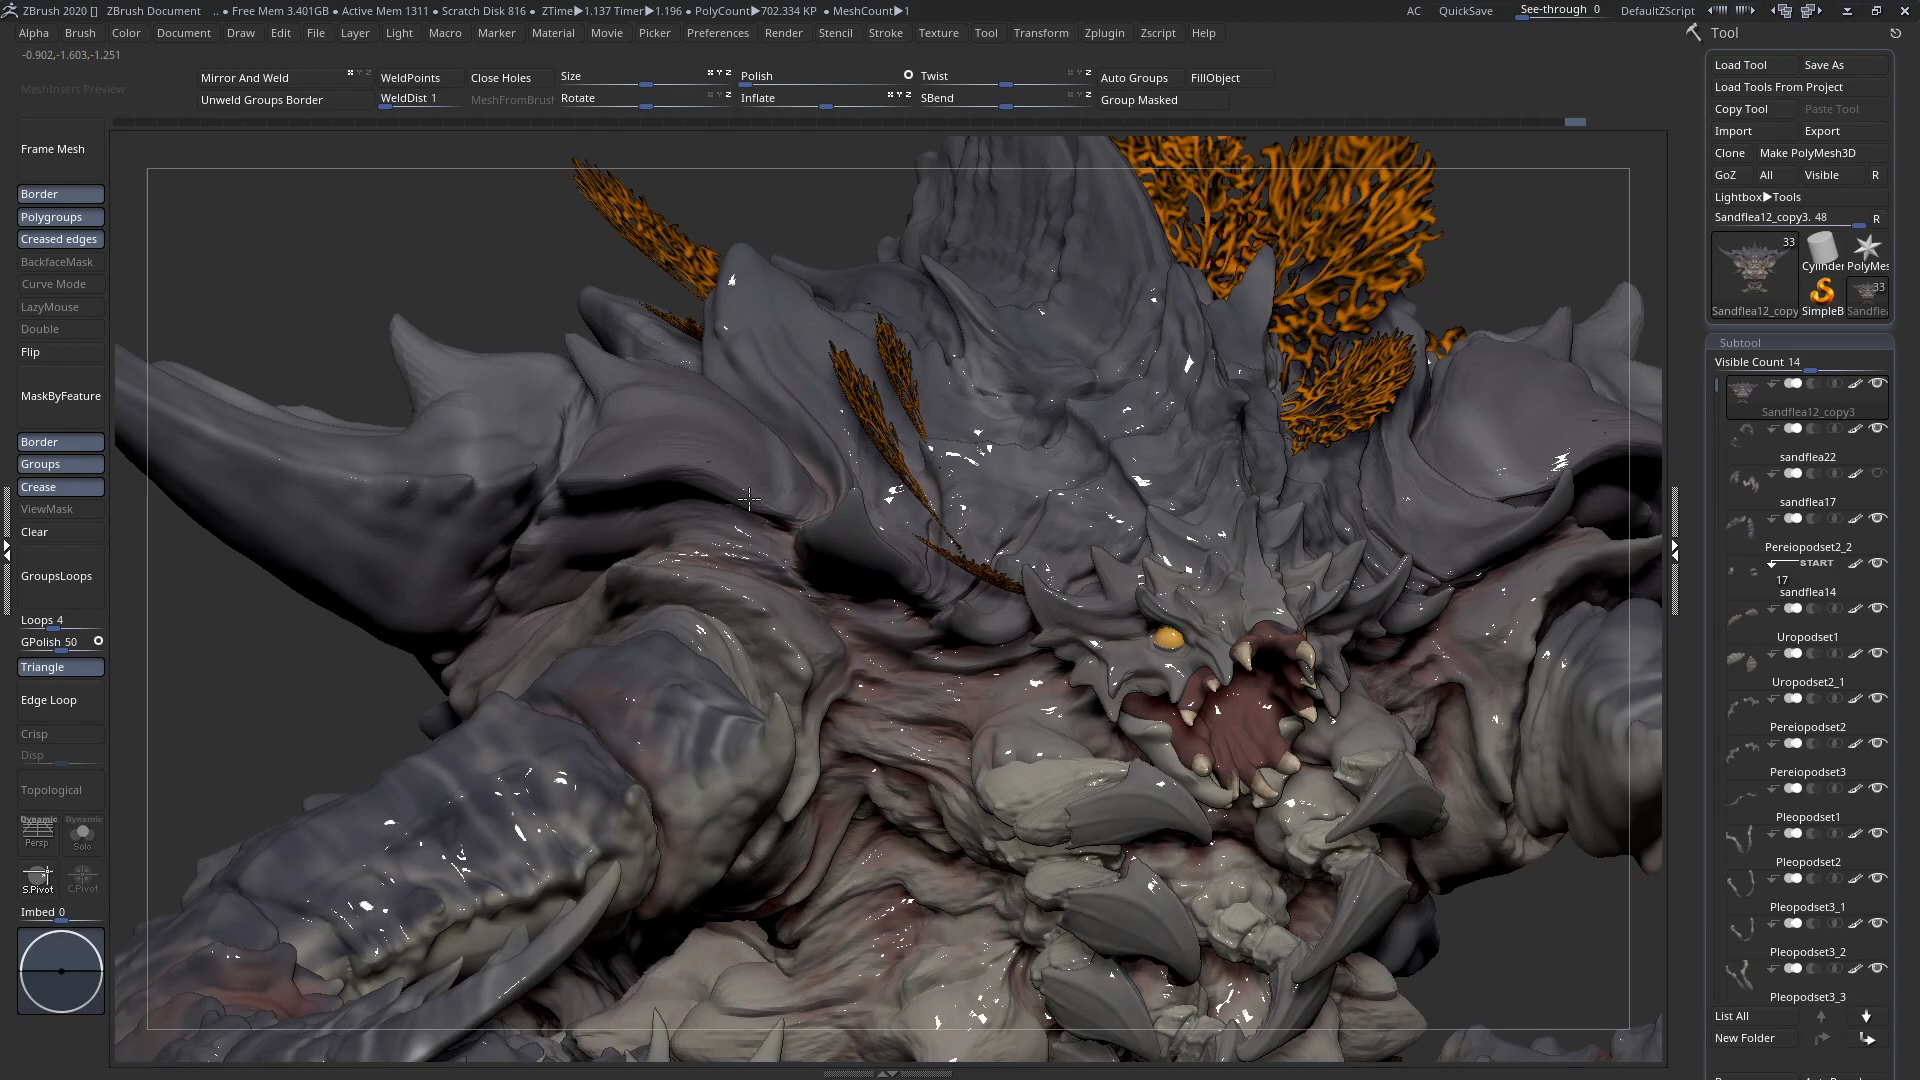 ZBrush 2020 [] ZBrush Document .. • Free Mem 3.401GB • Active Mem 1311 • Scratch Disk 816 • ZTime▶1.137 Timer▶1.196 • PolyCount▶702.334 KP • MeshCount▶1 AC QuickSave See-through 0 DefaultZScript
Alpha Brush Color Document Draw Edit File Layer Light Macro Marker Material Movie Picker Preferences Render Stencil Stroke Texture Tool Transform Zplugin Zscript Help
-0.902,-1.603,-1.251
MeshInsert Preview
Mirror And Weld WeldPoints Close Holes Size Polish Twist Auto Groups FillObject
Unweld Groups Border WeldDist 1 MeshFromBrush Rotate Inflate SBend Group Masked
Frame Mesh
Border
Polygroups
Creased edges
BackfaceMask
Curve Mode
LazyMouse
Double
Flip
MaskByFeature
Border
Groups
Crease
ViewMask
Clear
GroupsLoops
Loops 4
GPolish 50
Triangle
Edge Loop
Crisp
Disp
Topological
Dynamic Dynamic
Persp Solo
S.Pivot C.Pivot
Imbed 0
Tool
Load Tool Save As
Load Tools From Project
Copy Tool Paste Tool
Import Export
Clone Make PolyMesh3D
GoZ All Visible R
Lightbox▶Tools
Sandflea12_copy3. 48 R
33
Cylinder PolyMes
33
Sandflea12_copy SimpleB Sandflea
Subtool
Visible Count 14
Sandflea12_copy3
sandflea22
sandflea17
Pereiopodset2_2
START
17
sandflea14
Uropodset1
Uropodset2_1
Pereiopodset2
Pereiopodset3
Pleopodset1
Pleopodset2
Pleopodset3_1
Pleopodset3_2
Pleopodset3_3
List All
New Folder